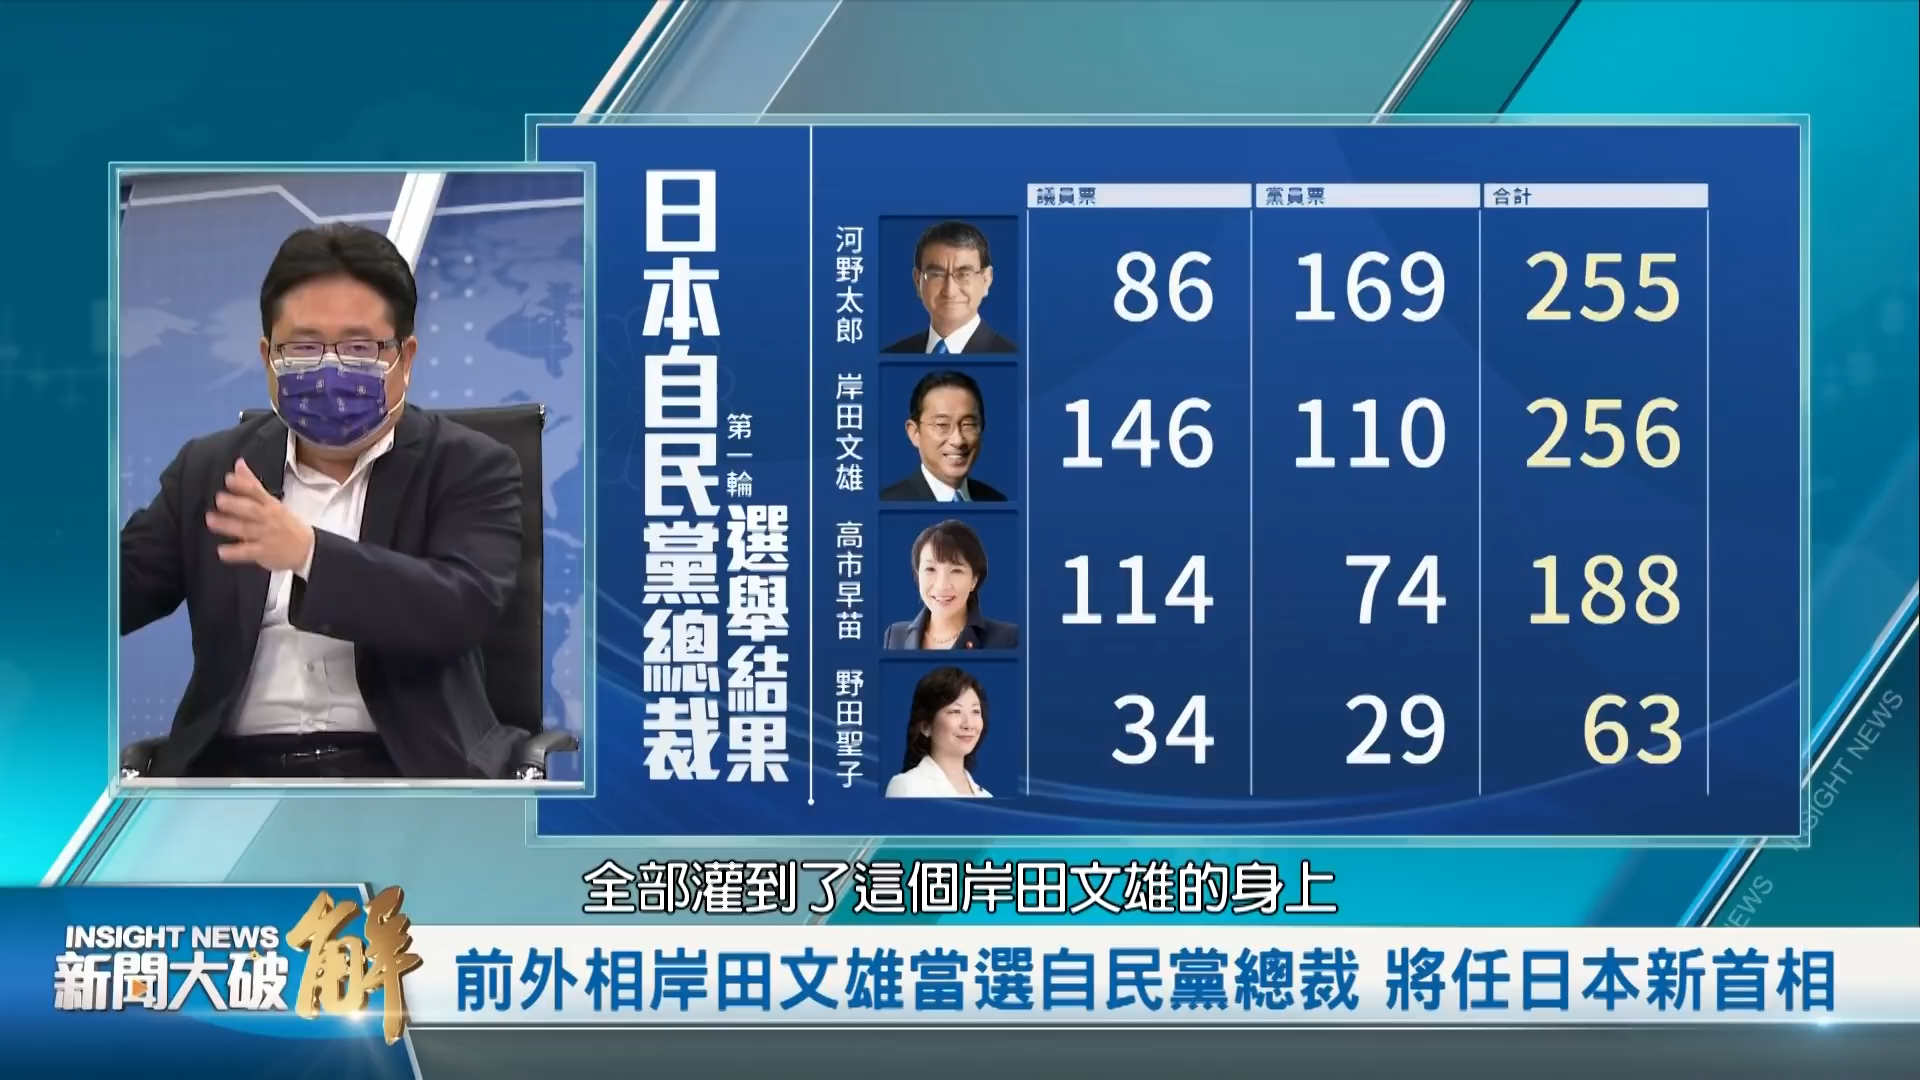 日本自民黨總裁
第一輪
選舉結果
議員票 黨員票 合計
河野太郎 86 169 255
岸田文雄 146 110 256
高市早苗 114 74 188
野田聖子 34 29 63
INSIGHT NEWS
NEWS
全部灌到了這個岸田文雄的身上
INSIGHT NEWS
新聞大破解
前外相岸田文雄當選自民黨總裁 將任日本新首相